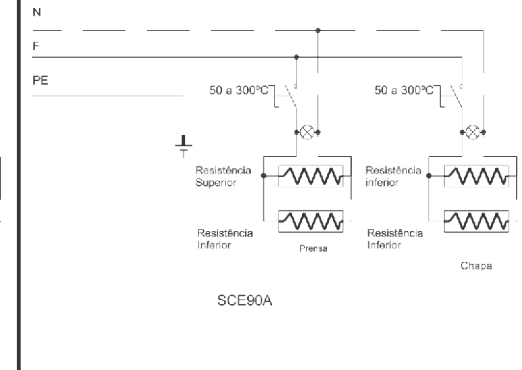 N
F
PE
50 a 300ºC
50 a 300ºC
Resistência
Superior
Resistência
inferior
Resistência
Inferior
Prensa
Resistência
Inferior
Chapa
SCE90A